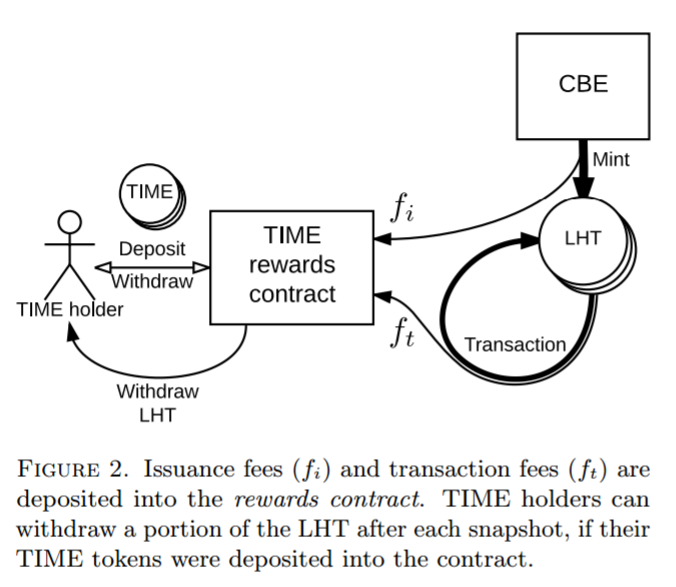 CBE
Mint
TIME
f_i
LHT
TIME
rewards
contract
Deposit
Withdraw
TIME holder
f_t
Transaction
Withdraw
LHT
FIGURE 2. Issuance fees (f_i) and transaction fees (f_t) are
deposited into the rewards contract. TIME holders can
withdraw a portion of the LHT after each snapshot, if their
TIME tokens were deposited into the contract.